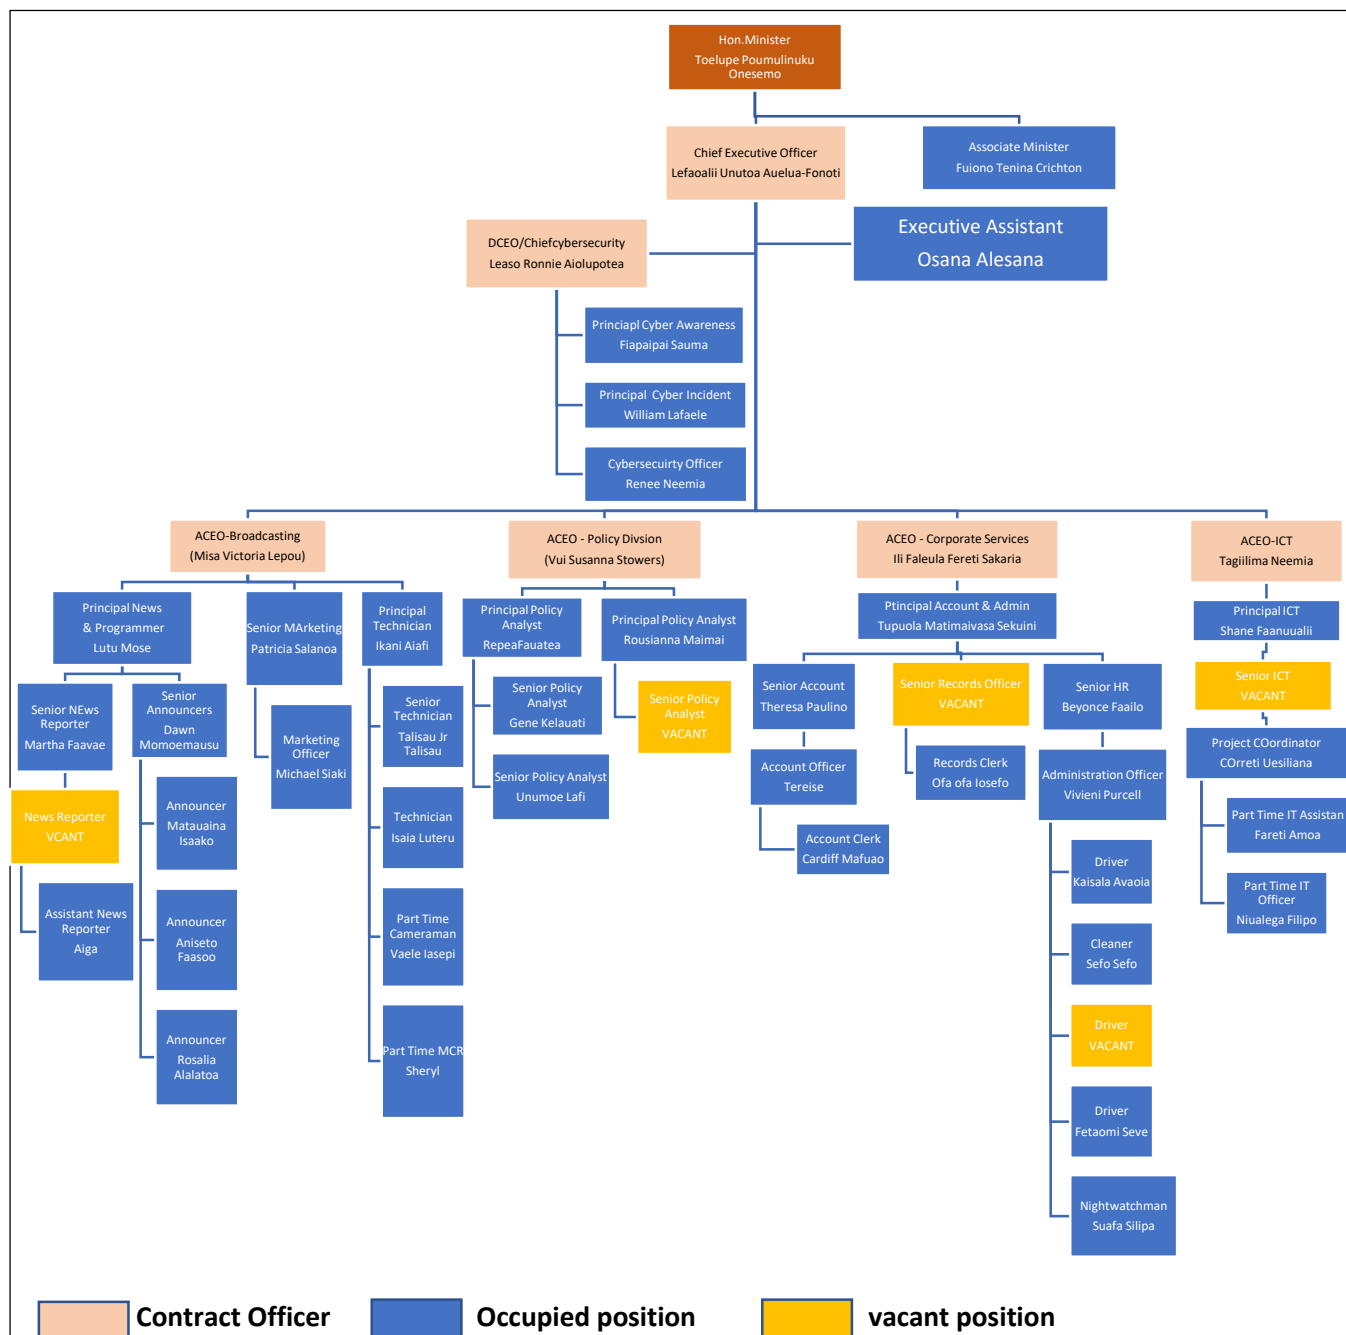 Hon.Minister
Toelupe Poumulinuku
Onesemo
Chief Executive Officer
Lefaoalii Unutoa Auelua-Fonoti
Associate Minister
Fuiono Tenina Crichton
Executive Assistant
Osana Alesana
DCEO/Chiefcybersecurity
Leaso Ronnie Aiolupotea
Princiapl Cyber Awareness
Fiapaipai Sauma
Principal  Cyber Incident
William Lafaele
Cybersecuirty Officer
Renee Neemia
ACEO-Broadcasting
(Misa Victoria Lepou)
Principal News
& Programmer
Lutu Mose
Senior NEws
Reporter
Martha Faavae
News Reporter
VCANT
Assistant News
Reporter
Aiga
Senior
Announcers
Dawn
Momoemausu
Announcer
Matauaina
Isaako
Announcer
Aniseto
Faasoo
Announcer
Rosalia
Alalatoa
Senior MArketing
Patricia Salanoa
Marketing
Officer
Michael Siaki
Principal
Technician
Ikani Aiafi
Senior
Technician
Talisau Jr
Talisau
Technician
Isaia Luteru
Part Time
Cameraman
Vaele Iasepi
Part Time MCR
Sheryl
ACEO - Policy Divsion
(Vui Susanna Stowers)
Principal Policy
Analyst
RepeaFauatea
Senior Policy
Analyst
Gene Kelauati
Senior Policy Analyst
Unumoe Lafi
Principal Policy Analyst
Rousianna Maimai
Senior Policy
Analyst
VACANT
ACEO - Corporate Services
Ili Faleula Fereti Sakaria
Ptincipal Account & Admin
Tupuola Matimaivasa Sekuini
Senior Account
Theresa Paulino
Account Officer
Tereise
Account Clerk
Cardiff Mafuao
Senior Records Officer
VACANT
Records Clerk
Ofa ofa Iosefo
Senior HR
Beyonce Faailo
Administration Officer
Vivieni Purcell
Driver
Kaisala Avaoia
Cleaner
Sefo Sefo
Driver
VACANT
Driver
Fetaomi Seve
Nightwatchman
Suafa Silipa
ACEO-ICT
Tagiilima Neemia
Principal ICT
Shane Faanuualii
Senior ICT
VACANT
Project COordinator
COrreti Uesiliana
Part Time IT Assistan
Fareti Amoa
Part Time IT
Officer
Niualega Filipo
Contract Officer
Occupied position
vacant position